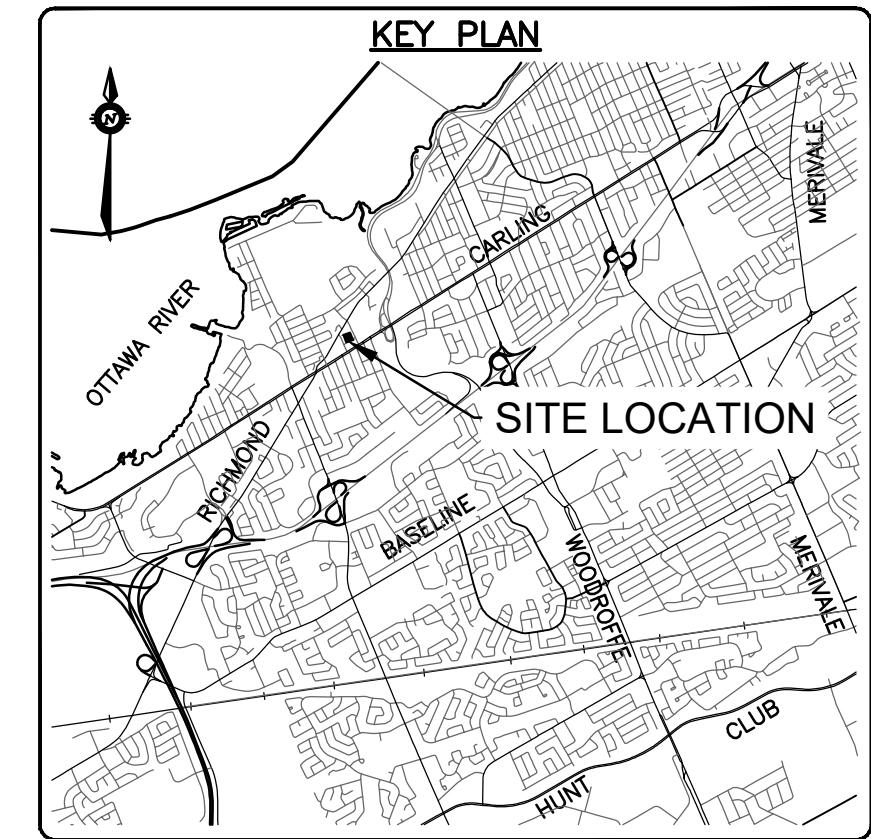 KEY PLAN
N
MERIVALE
CARLING
OTTAWA RIVER
SITE LOCATION
RICHMOND
BASELINE
WOODROFFE
MERIVALE
HUNT CLUB